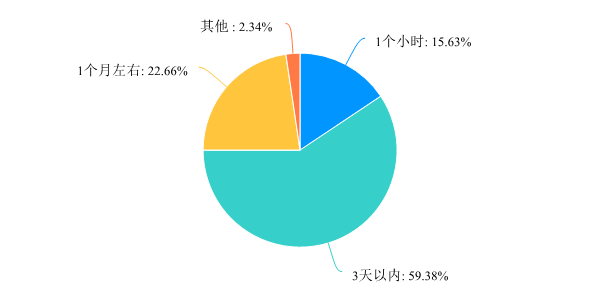 其他 : 2.34%
1个小时: 15.63%
1个月左右: 22.66%
3天以内: 59.38%